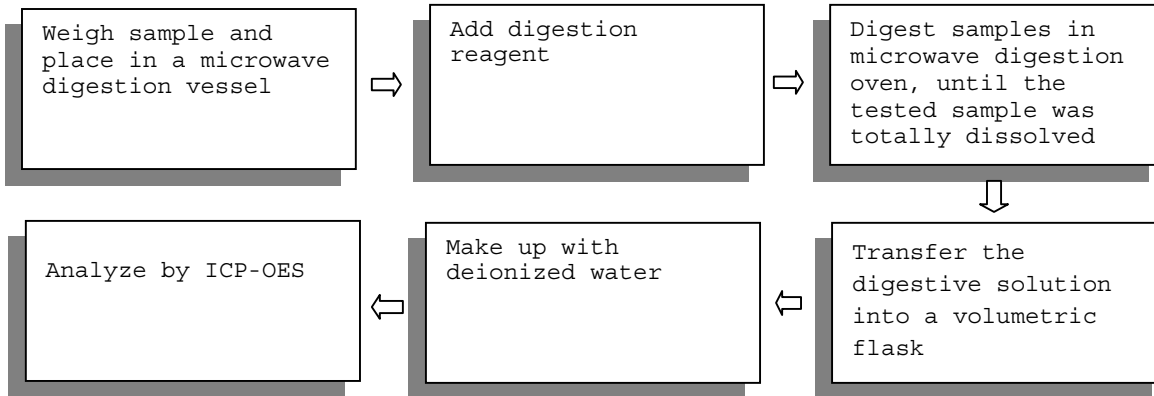 Weigh sample and
place in a microwave
digestion vessel
Add digestion
reagent
Digest samples in
microwave digestion
oven, until the
tested sample was
totally dissolved
Transfer the
digestive solution
into a volumetric
flask
Make up with
deionized water
Analyze by ICP-OES